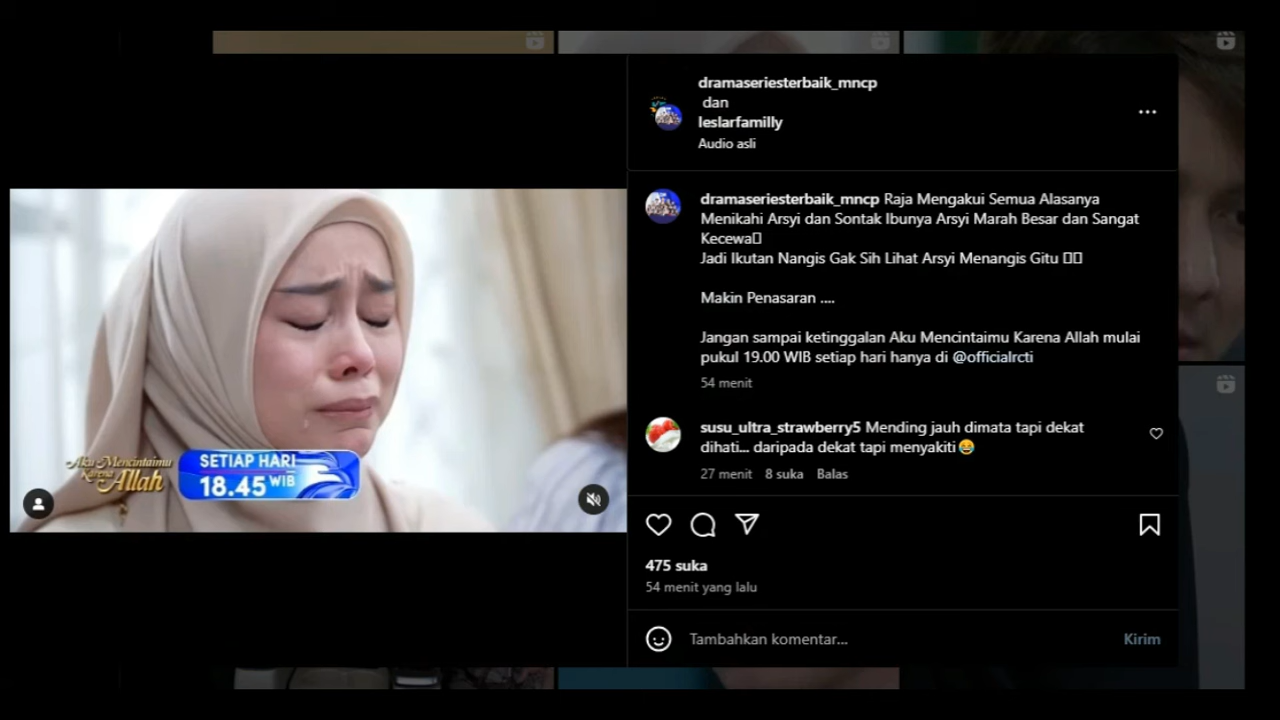 dramaseriesterbaik_mncp
dan
leslarfamilly
Audio asli
dramaseriesterbaik_mncp Raja Mengakui Semua Alasanya
Menikahi Arsyi dan Sontak Ibunya Arsyi Marah Besar dan Sangat
Kecewa▯
Jadi Ikutan Nangis Gak Sih Lihat Arsyi Menangis Gitu ▯▯
Makin Penasaran ....
Jangan sampai ketinggalan Aku Mencintaimu Karena Allah mulai
pukul 19.00 WIB setiap hari hanya di @officialrcti
54 menit
susu_ultra_strawberry5 Mending jauh dimata tapi dekat
dihati... daripada dekat tapi menyakiti😂
27 menit 8 suka Balas
475 suka
54 menit yang lalu
Tambahkan komentar... Kirim
Aku Mencintaimu
Karena
Allah
SETIAP HARI
18.45 WIB